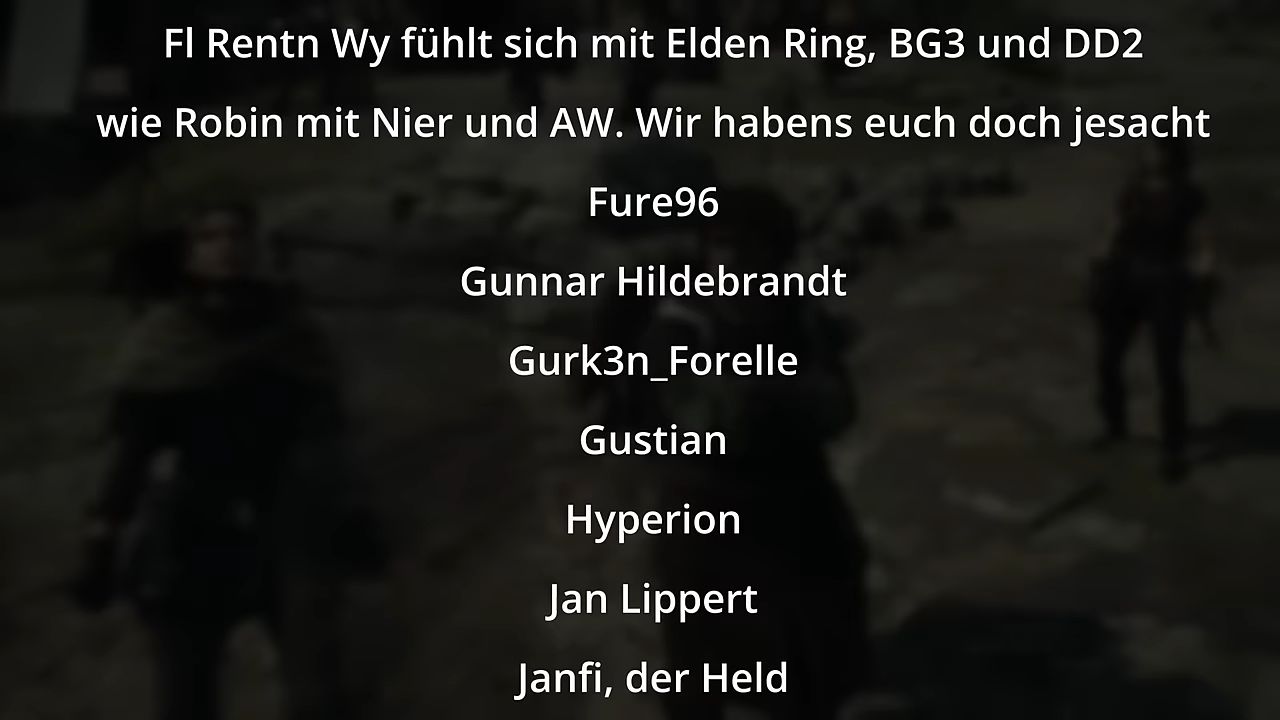 Fl Rentn Wy fühlt sich mit Elden Ring, BG3 und DD2
wie Robin mit Nier und AW. Wir habens euch doch jesacht
Fure96
Gunnar Hildebrandt
Gurk3n_Forelle
Gustian
Hyperion
Jan Lippert
Janfi, der Held